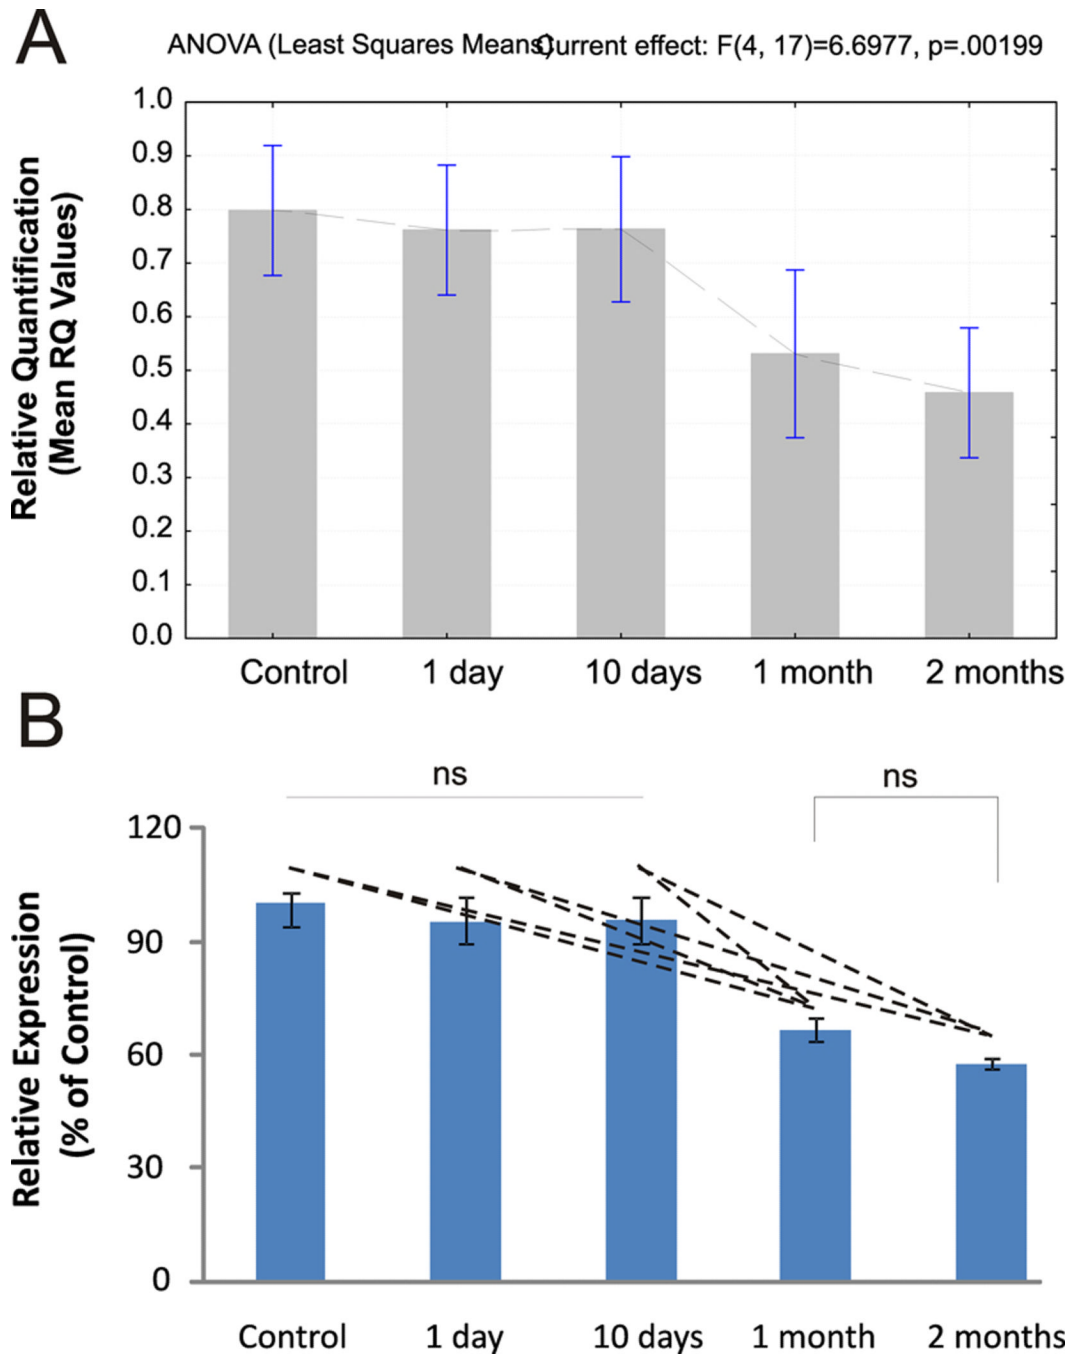 A
ANOVA (Least Squares Means)
Current effect: F(4, 17)=6.6977, p=.00199
Relative Quantification
(Mean RQ Values)
1.0
0.9
0.8
0.7
0.6
0.5
0.4
0.3
0.2
0.1
0.0
Control 1 day 10 days 1 month 2 months
B
ns ns
Relative Expression
(% of Control)
120
90
60
30
0
Control 1 day 10 days 1 month 2 months